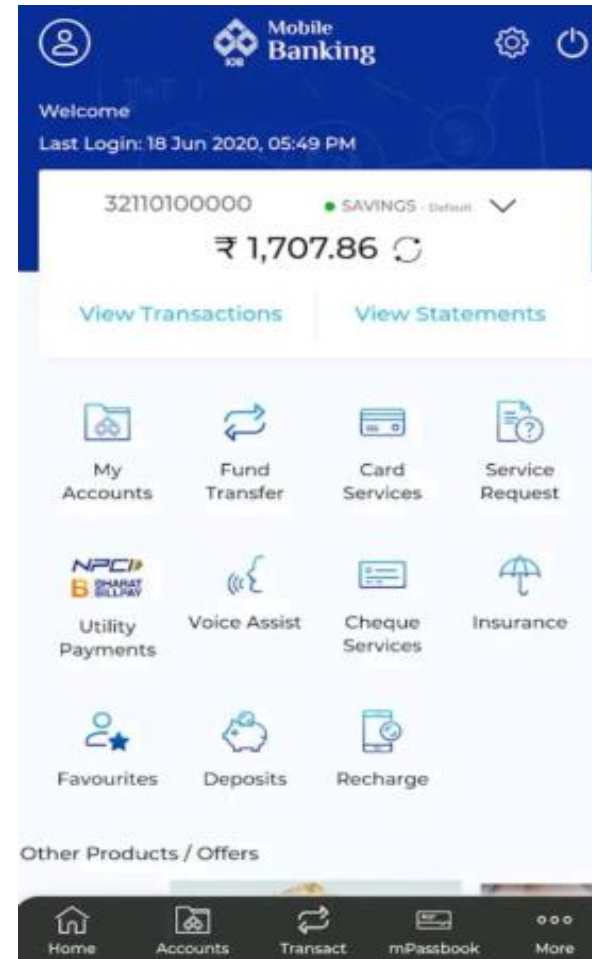 Mobile
Banking
IOB
Welcome
Last Login: 18 Jun 2020, 05:49 PM
32110100000 SAVINGS - Default
₹ 1,707.86
View Transactions View Statements
My Accounts
Fund Transfer
Card Services
Service Request
NPCI
B BHARAT BILLPAY
Utility Payments
Voice Assist
Cheque Services
Insurance
Favourites
Deposits
Recharge
Other Products / Offers
Home Accounts Transact mPassbook More